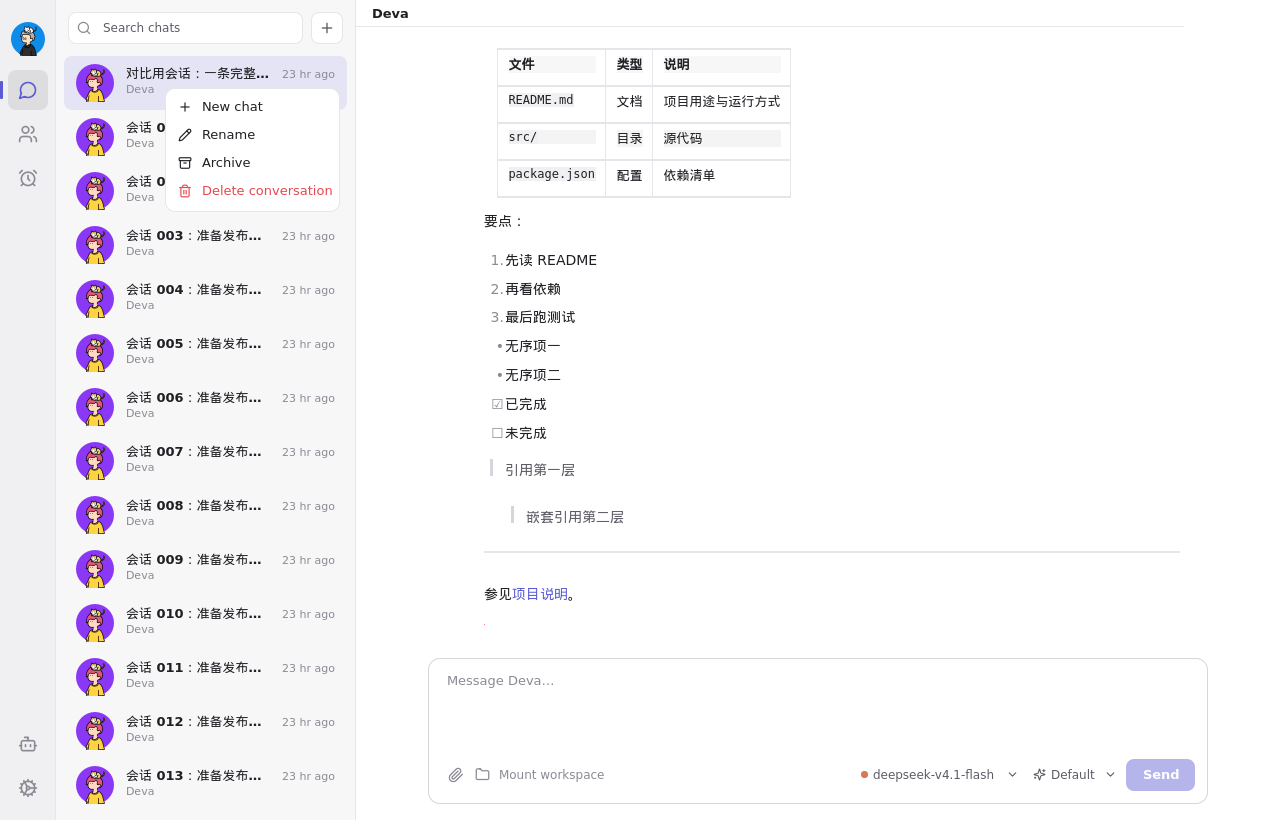 Search chats
对比用会话：一条完整... 23 hr ago
Deva
New chat
Rename
Archive
Delete conversation
会话 0
Deva
会话 0
Deva
会话 003：准备发布... 23 hr ago
Deva
会话 004：准备发布... 23 hr ago
Deva
会话 005：准备发布... 23 hr ago
Deva
会话 006：准备发布... 23 hr ago
Deva
会话 007：准备发布... 23 hr ago
Deva
会话 008：准备发布... 23 hr ago
Deva
会话 009：准备发布... 23 hr ago
Deva
会话 010：准备发布... 23 hr ago
Deva
会话 011：准备发布... 23 hr ago
Deva
会话 012：准备发布... 23 hr ago
Deva
会话 013：准备发布... 23 hr ago
Deva
Deva
文件 类型 说明
README.md 文档 项目用途与运行方式
src/ 目录 源代码
package.json 配置 依赖清单
要点：
1. 先读 README
2. 再看依赖
3. 最后跑测试
• 无序项一
• 无序项二
☑ 已完成
☐ 未完成
引用第一层
嵌套引用第二层
参见项目说明。
Message Deva...
Mount workspace deepseek-v4.1-flash Default Send